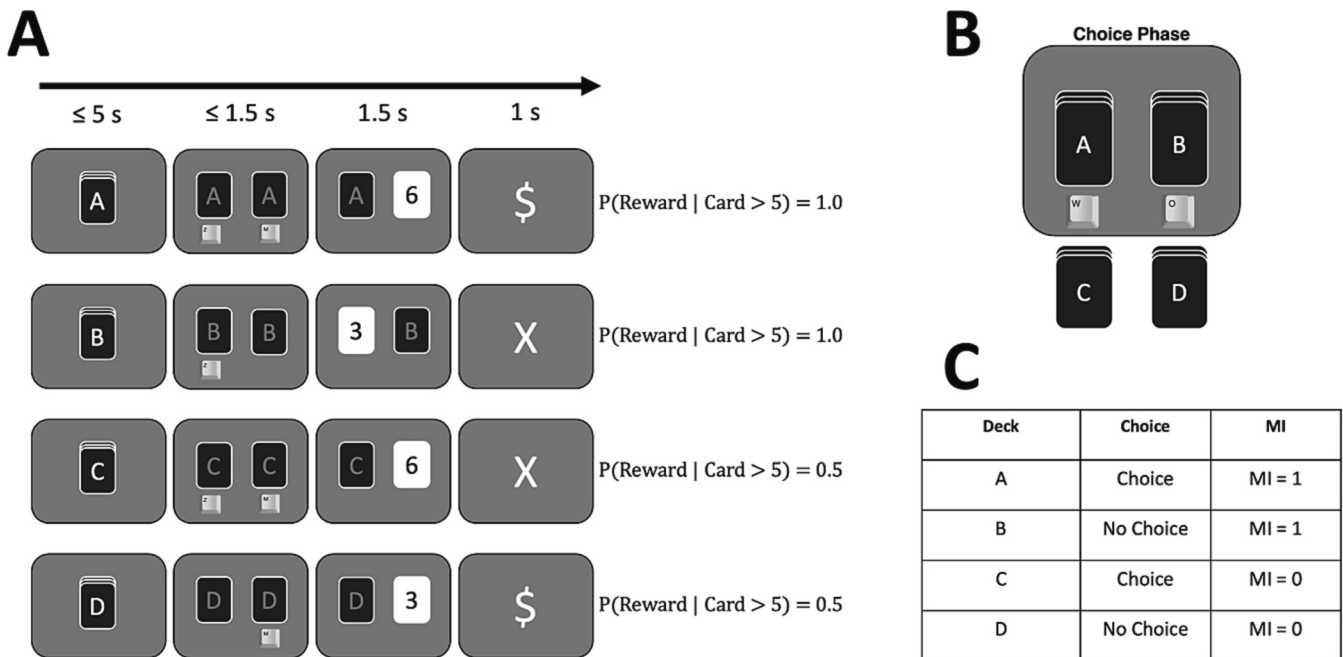 A
≤ 5 s ≤ 1.5 s 1.5 s 1 s
A A A A 6 $ P(Reward | Card > 5) = 1.0
Z M
B B B 3 B X P(Reward | Card > 5) = 1.0
Z
C C C C 6 X P(Reward | Card > 5) = 0.5
Z M
D D D D 3 $ P(Reward | Card > 5) = 0.5
M
B
Choice Phase
A B
W O
C D
C
Deck Choice MI
A Choice MI = 1
B No Choice MI = 1
C Choice MI = 0
D No Choice MI = 0